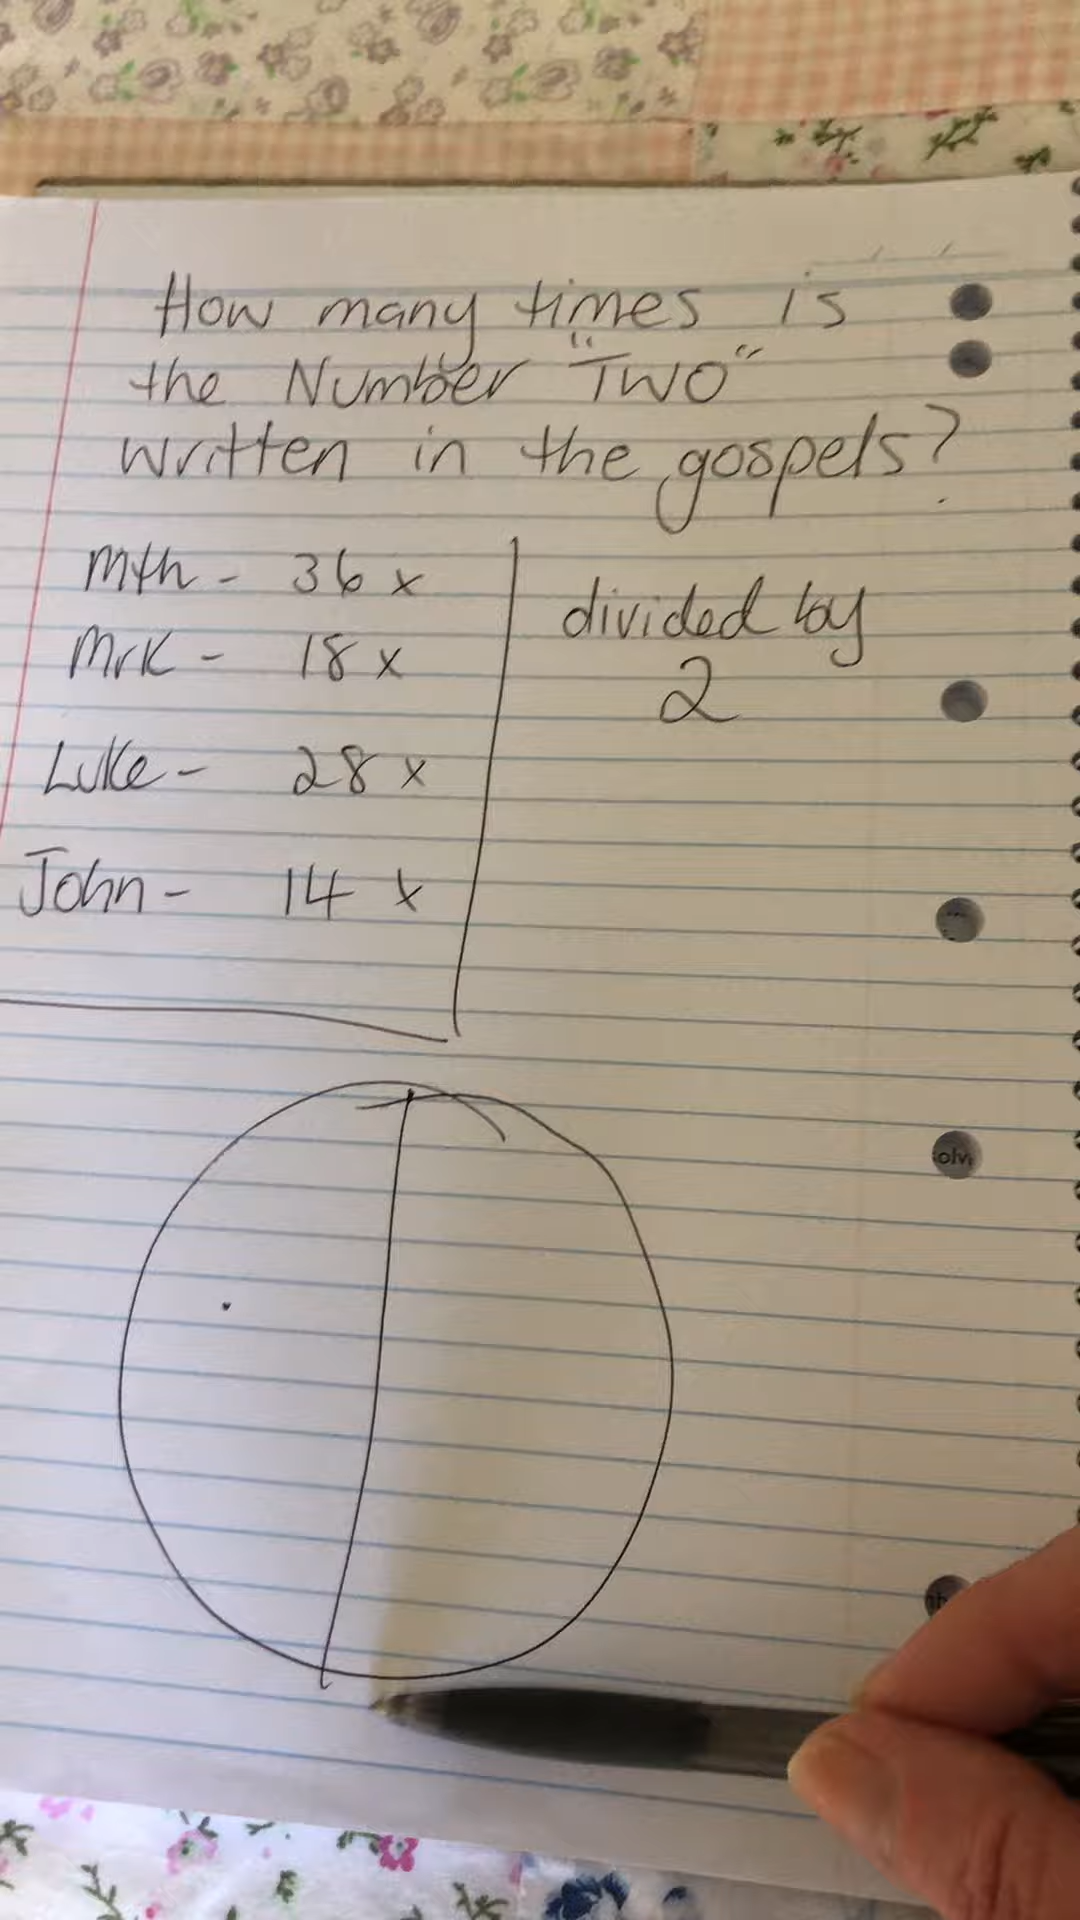 How many times is
the Number "Two"
written in the gospels?
Mth - 36 x
Mrk - 18 x
Luke - 28 x
John - 14 x
divided by
2
olv